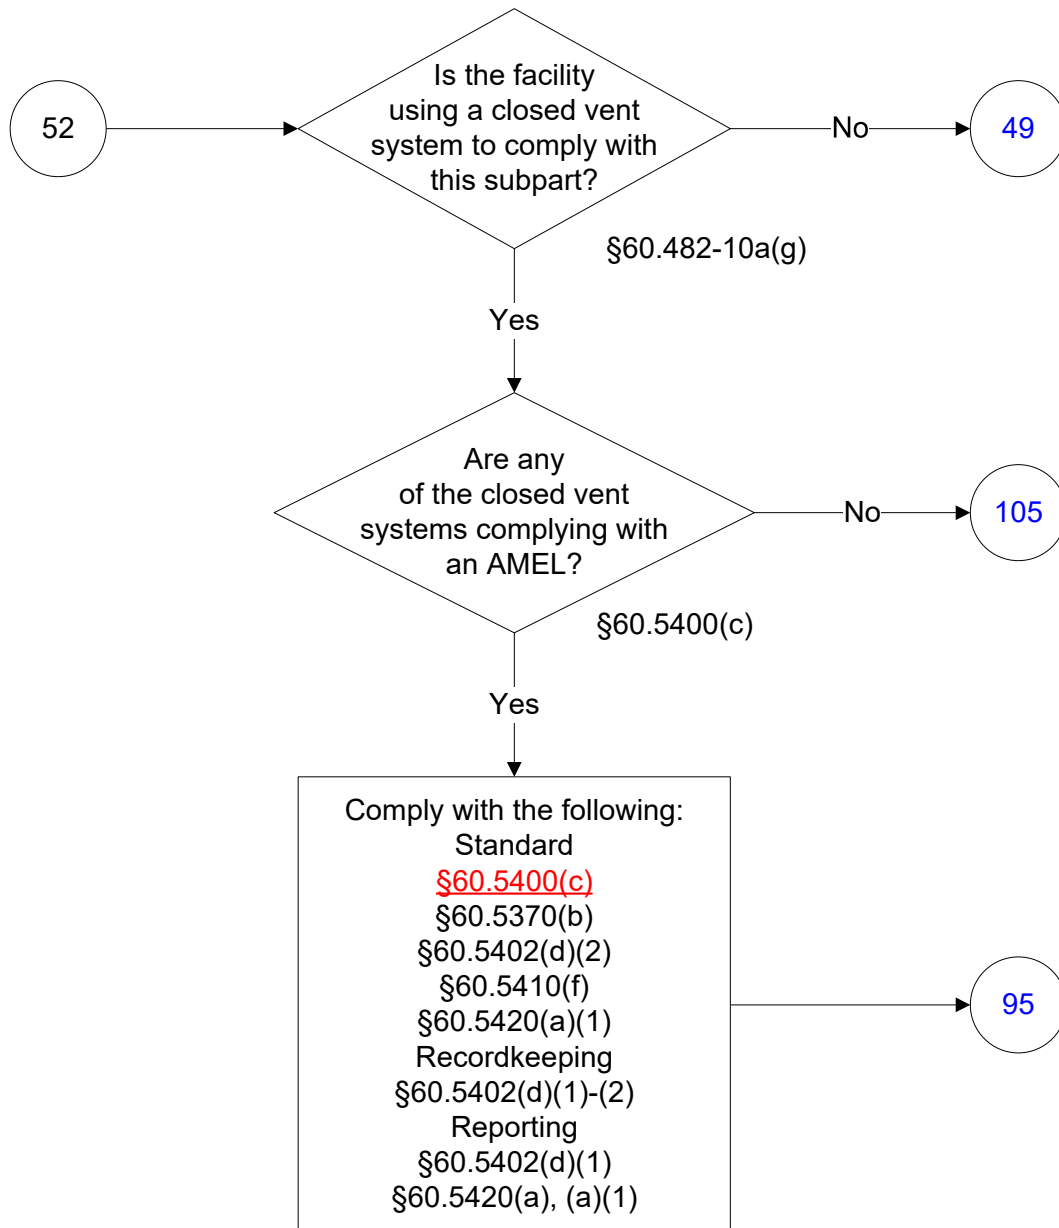 52
Is the facility
using a closed vent
system to comply with
this subpart?
No
49
§60.482-10a(g)
Yes
Are any
of the closed vent
systems complying with
an AMEL?
No
105
§60.5400(c)
Yes
Comply with the following:
Standard
§60.5400(c)
§60.5370(b)
§60.5402(d)(2)
§60.5410(f)
§60.5420(a)(1)
Recordkeeping
§60.5402(d)(1)-(2)
Reporting
§60.5402(d)(1)
§60.5420(a), (a)(1)
95